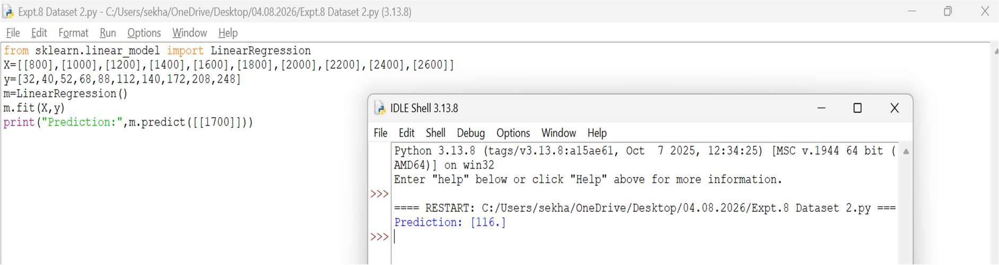 Expt.8 Dataset 2.py - C:/Users/sekha/OneDrive/Desktop/04.08.2026/Expt.8 Dataset 2.py (3.13.8)
File Edit Format Run Options Window Help
from sklearn.linear_model import LinearRegression
X=[[800],[1000],[1200],[1400],[1600],[1800],[2000],[2200],[2400],[2600]]
y=[32,40,52,68,88,112,140,172,208,248]
m=LinearRegression()
m.fit(X,y)
print("Prediction:",m.predict([[1700]]))
IDLE Shell 3.13.8
File Edit Shell Debug Options Window Help
Python 3.13.8 (tags/v3.13.8:a15ae61, Oct  7 2025, 12:34:25) [MSC v.1944 64 bit (
AMD64)] on win32
Enter "help" below or click "Help" above for more information.
>>>
==== RESTART: C:/Users/sekha/OneDrive/Desktop/04.08.2026/Expt.8 Dataset 2.py ===
Prediction: [116.]
>>>